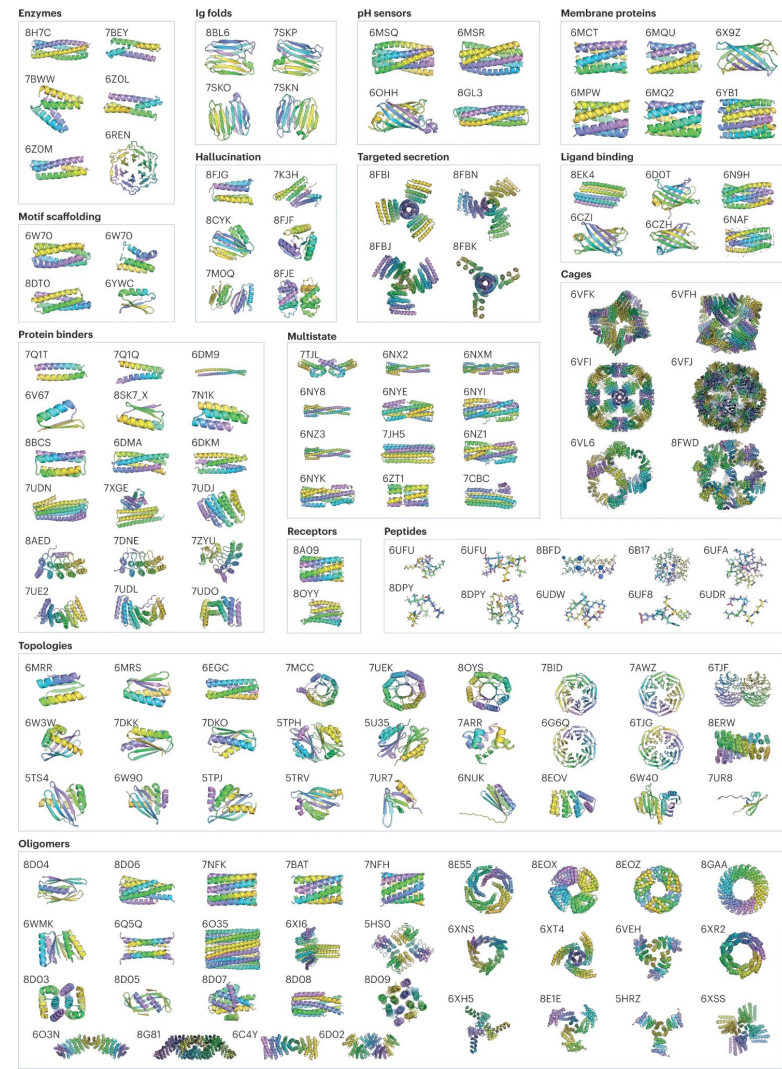 Enzymes
8H7C 7BEY
7BWW 6ZOL
6ZOM 6REN
Motif scaffolding
6W70 6W70
8DT0 6YWC
Ig folds
8BL6 7SKP
7SKO 7SKN
Hallucination
8FJG 7K3H
8CYK 8FJF
7M0Q 8FJE
pH sensors
6MSQ 6MSR
6OHH 8GL3
Targeted secretion
8FBI 8FBN
8FBJ 8FBK
Membrane proteins
6MCT 6MQU 6X9Z
6MPW 6MQ2 6YB1
Ligand binding
8EK4 6D0T 6N9H
6CZI 6CZH 6NAF
Cages
6VFK 6VFH
6VFI 6VFJ
6VL6 8FWD
Protein binders
7Q1T 7Q1Q 6DM9
6V67 8SK7_X 7N1K
8BCS 6DMA 6DKM
7UDN 7XGE 7UDJ
8AED 7DNE 7ZYU
7UE2 7UDL 7UDO
Multistate
7TJL 6NX2 6NXM
6NY8 6NYE 6NYI
6NZ3 7JH5 6NZ1
6NYK 6ZT1 7CBC
Receptors
8A09
8OYY
Peptides
6UFU 6UFU 8BFD 6B17 6UFA
8DPY 8DPY 6UDW 6UF8 6UDR
Topologies
6MRR 6MRS 6EGC 7MCC 7UEK 8OYS 7BID 7AWZ 6TJF
6W3W 7DKK 7DKO 5TPH 5U35 7ARR 6G6Q 6TJG 8ERW
5TS4 6W90 5TPJ 5TRV 7UR7 6NUK 8EOV 6W40 7UR8
Oligomers
8D04 8D06 7NFK 7BAT 7NFH 8E55 8EOX 8EOZ 8GAA
6WMK 6Q5Q 6O35 6XI6 5HS0 6XNS 6XT4 6VEH 6XR2
8D03 8D05 8D07 8D08 8D09 6XH5 8E1E 5HRZ 6XSS
6O3N 8G81 6C4Y 6D02